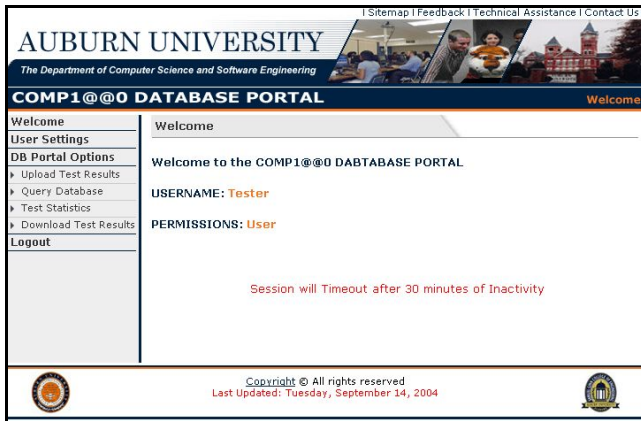 | Sitemap | Feedback | Technical Assistance | Contact Us
AUBURN UNIVERSITY
The Department of Computer Science and Software Engineering
COMP1@@0 DATABASE PORTAL
Welcome
Welcome
User Settings
DB Portal Options
Upload Test Results
Query Database
Test Statistics
Download Test Results
Logout
Welcome
Welcome to the COMP1@@0 DABTABASE PORTAL
USERNAME: Tester
PERMISSIONS: User
Session will Timeout after 30 minutes of Inactivity
Copyright © All rights reserved
Last Updated: Tuesday, September 14, 2004